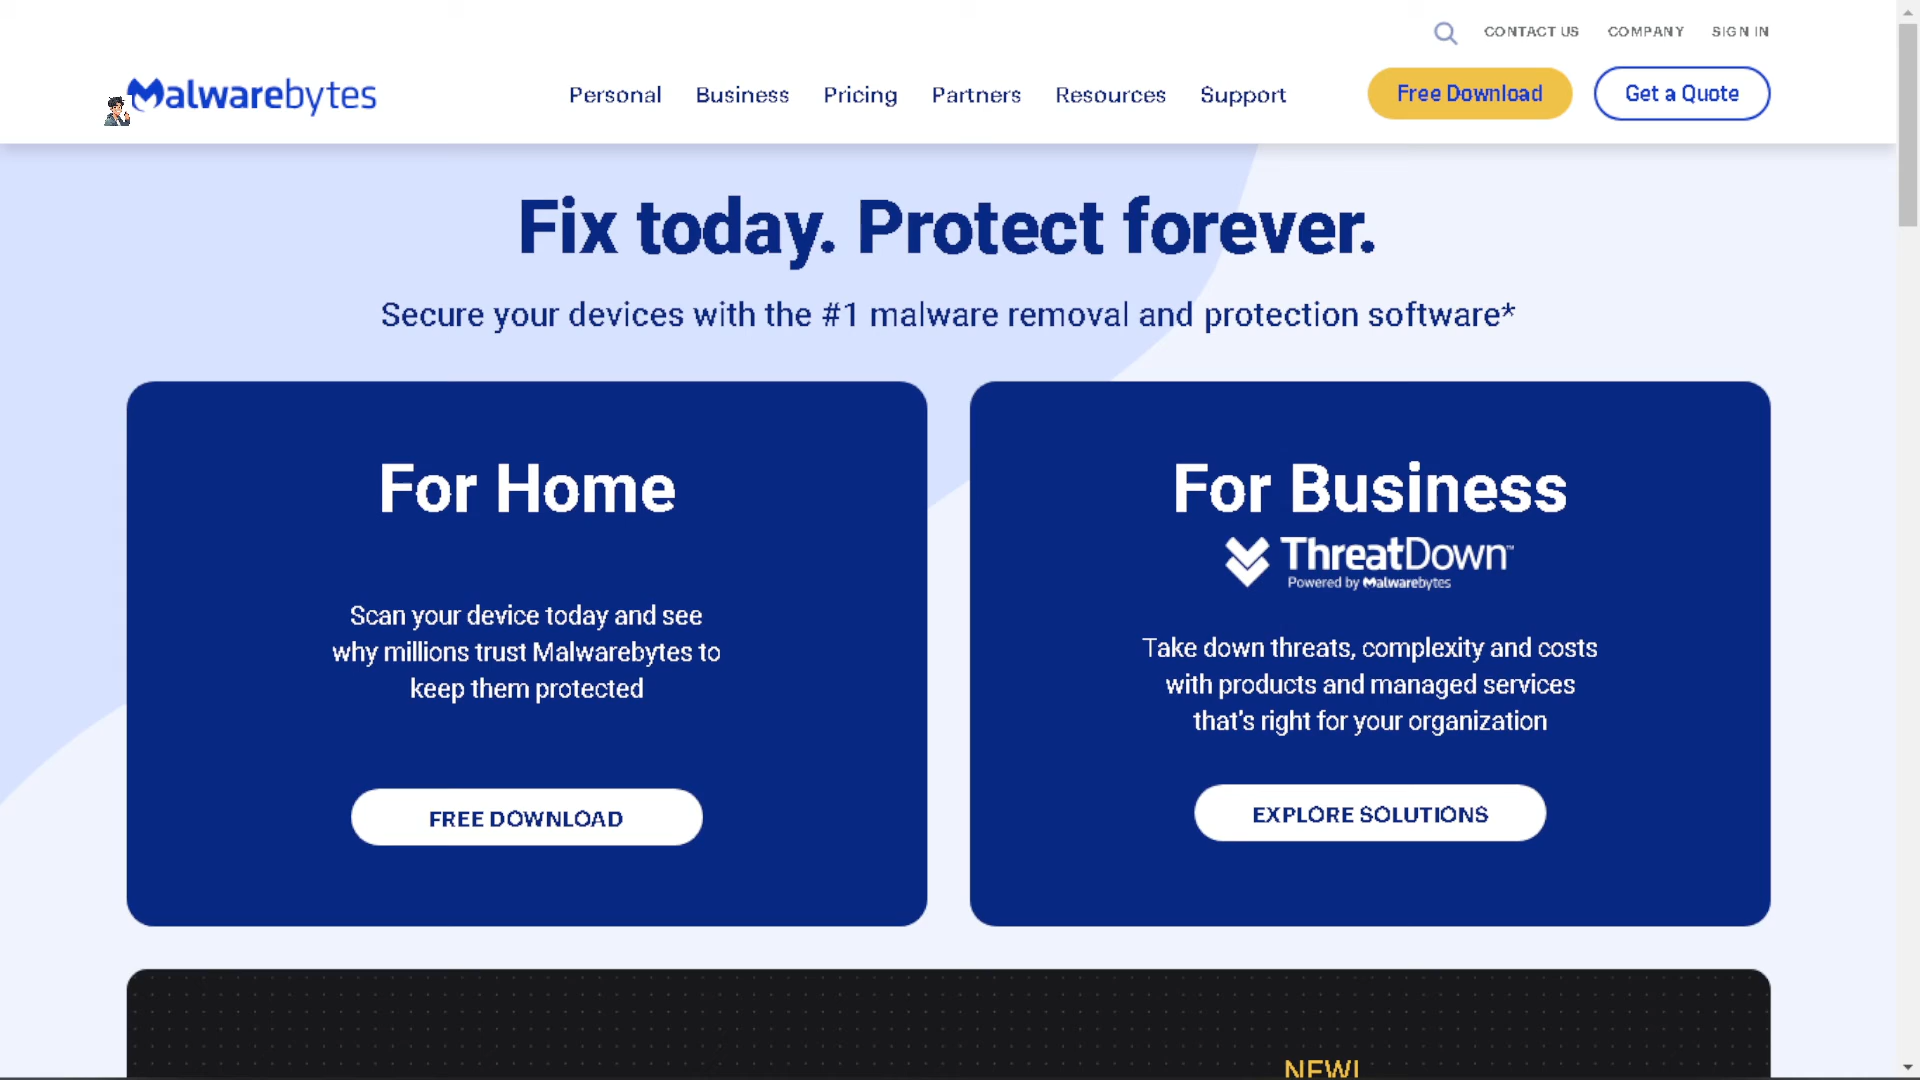 CONTACT US COMPANY SIGN IN
Malwarebytes Personal Business Pricing Partners Resources Support Free Download Get a Quote
Fix today. Protect forever.
Secure your devices with the #1 malware removal and protection software*
For Home
Scan your device today and see
why millions trust Malwarebytes to
keep them protected
FREE DOWNLOAD
For Business
ThreatDown™
Powered by Malwarebytes
Take down threats, complexity and costs
with products and managed services
that's right for your organization
EXPLORE SOLUTIONS
NEW!